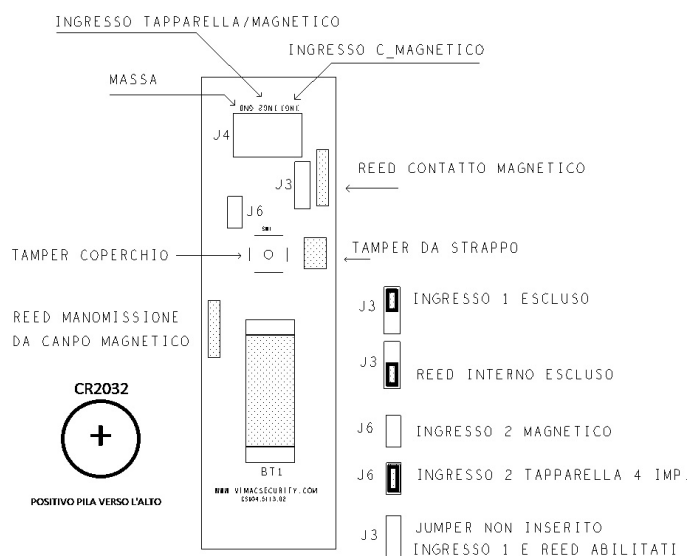 INGRESSO TAPPARELLA/MAGNETICO
INGRESSO C_MAGNETICO
MASSA
GND ING2 ING1
J4
J3
REED CONTATTO MAGNETICO
J6
SW1
TAMPER COPERCHIO
TAMPER DA STRAPPO
J3 INGRESSO 1 ESCLUSO
REED MANOMISSIONE
DA CANPO MAGNETICO
J3
REED INTERNO ESCLUSO
CR2032
+
J6 INGRESSO 2 MAGNETICO
BT1
J6 INGRESSO 2 TAPPARELLA 4 IMP.
WWW VIMACSECURITY.COM
POSITIVO PILA VERSO L'ALTO
J3 JUMPER NON INSERITO
INGRESSO 1 E REED ABILITATI